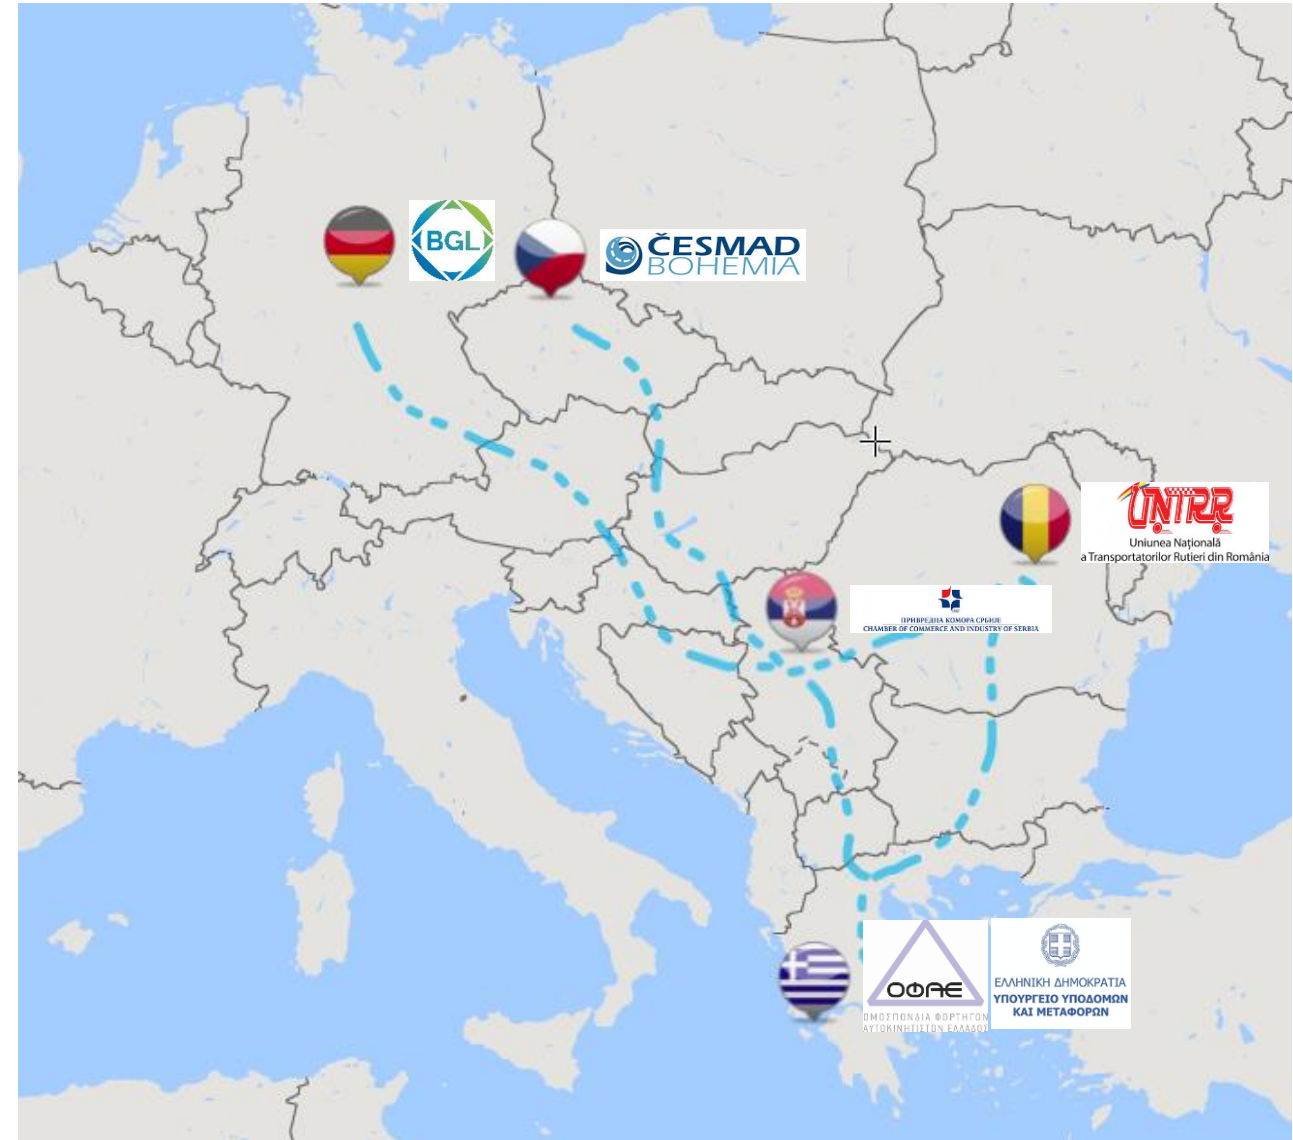 BGL
ČESMAD
BOHEMIA
UNTRR
Uniunea Națională
a Transportatorilor Rutieri din România
ПРИВРЕДНА КОМОРА СРБИЈЕ
CHAMBER OF COMMERCE AND INDUSTRY OF SERBIA
ΟΦΑΕ
ΟΜΟΣΠΟΝΔΙΑ ΦΟΡΤΗΓΩΝ
ΑΥΤΟΚΙΝΗΤΙΣΤΩΝ ΕΛΛΑΔΟΣ
ΕΛΛΗΝΙΚΗ ΔΗΜΟΚΡΑΤΙΑ
ΥΠΟΥΡΓΕΙΟ ΥΠΟΔΟΜΩΝ
ΚΑΙ ΜΕΤΑΦΟΡΩΝ